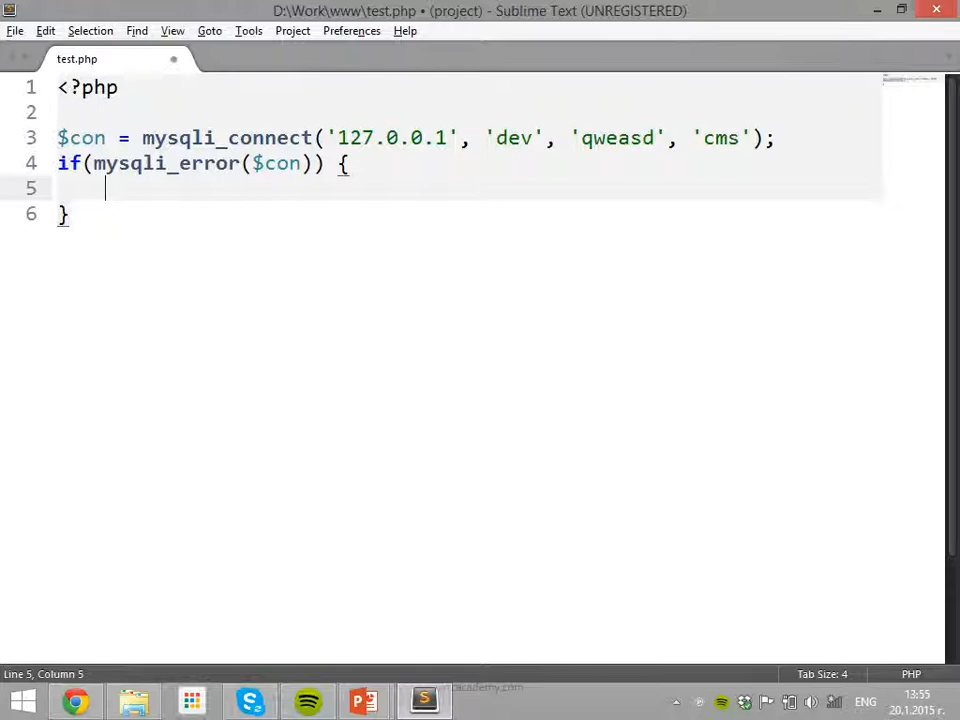 D:\Work\www\test.php • (project) - Sublime Text (UNREGISTERED)
File Edit Selection Find View Goto Tools Project Preferences Help
test.php
1 <?php
2
3 $con = mysqli_connect('127.0.0.1', 'dev', 'qweasd', 'cms');
4 if(mysqli_error($con)) {
5
6 }
Line 5, Column 5 Tab Size: 4 PHP
ENG 13:55
20.1.2015 г.